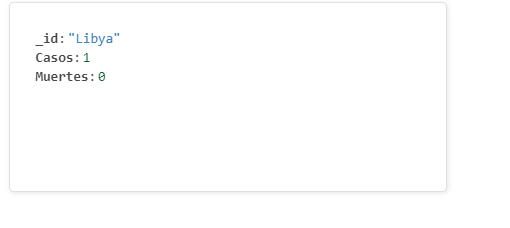 _id: "Libya"
Casos: 1
Muertes: 0